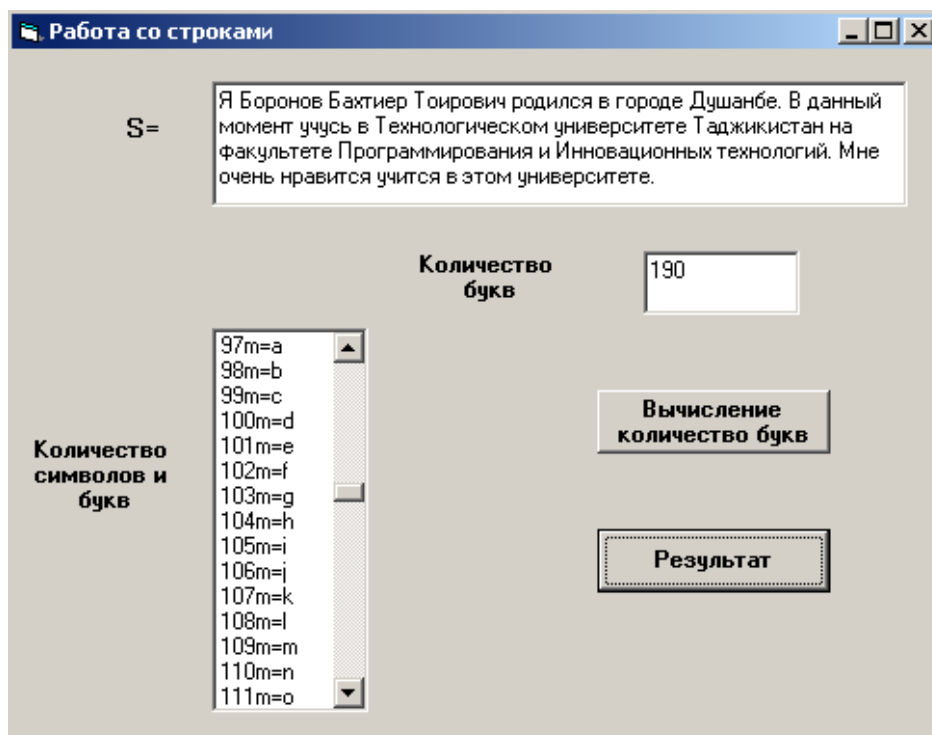 Работа со строками
S=
Я Боронов Бахтиер Тоирович родился в городе Душанбе. В данный
момент учусь в Технологическом университете Таджикистан на
факультете Программирования и Инновационных технологий. Мне
очень нравится учится в этом университете.
Количество
букв
190
97m=a
98m=b
99m=c
100m=d
101m=e
102m=f
103m=g
104m=h
105m=i
106m=j
107m=k
108m=l
109m=m
110m=n
111m=o
Количество
символов и
букв
Вычисление
количество букв
Результат